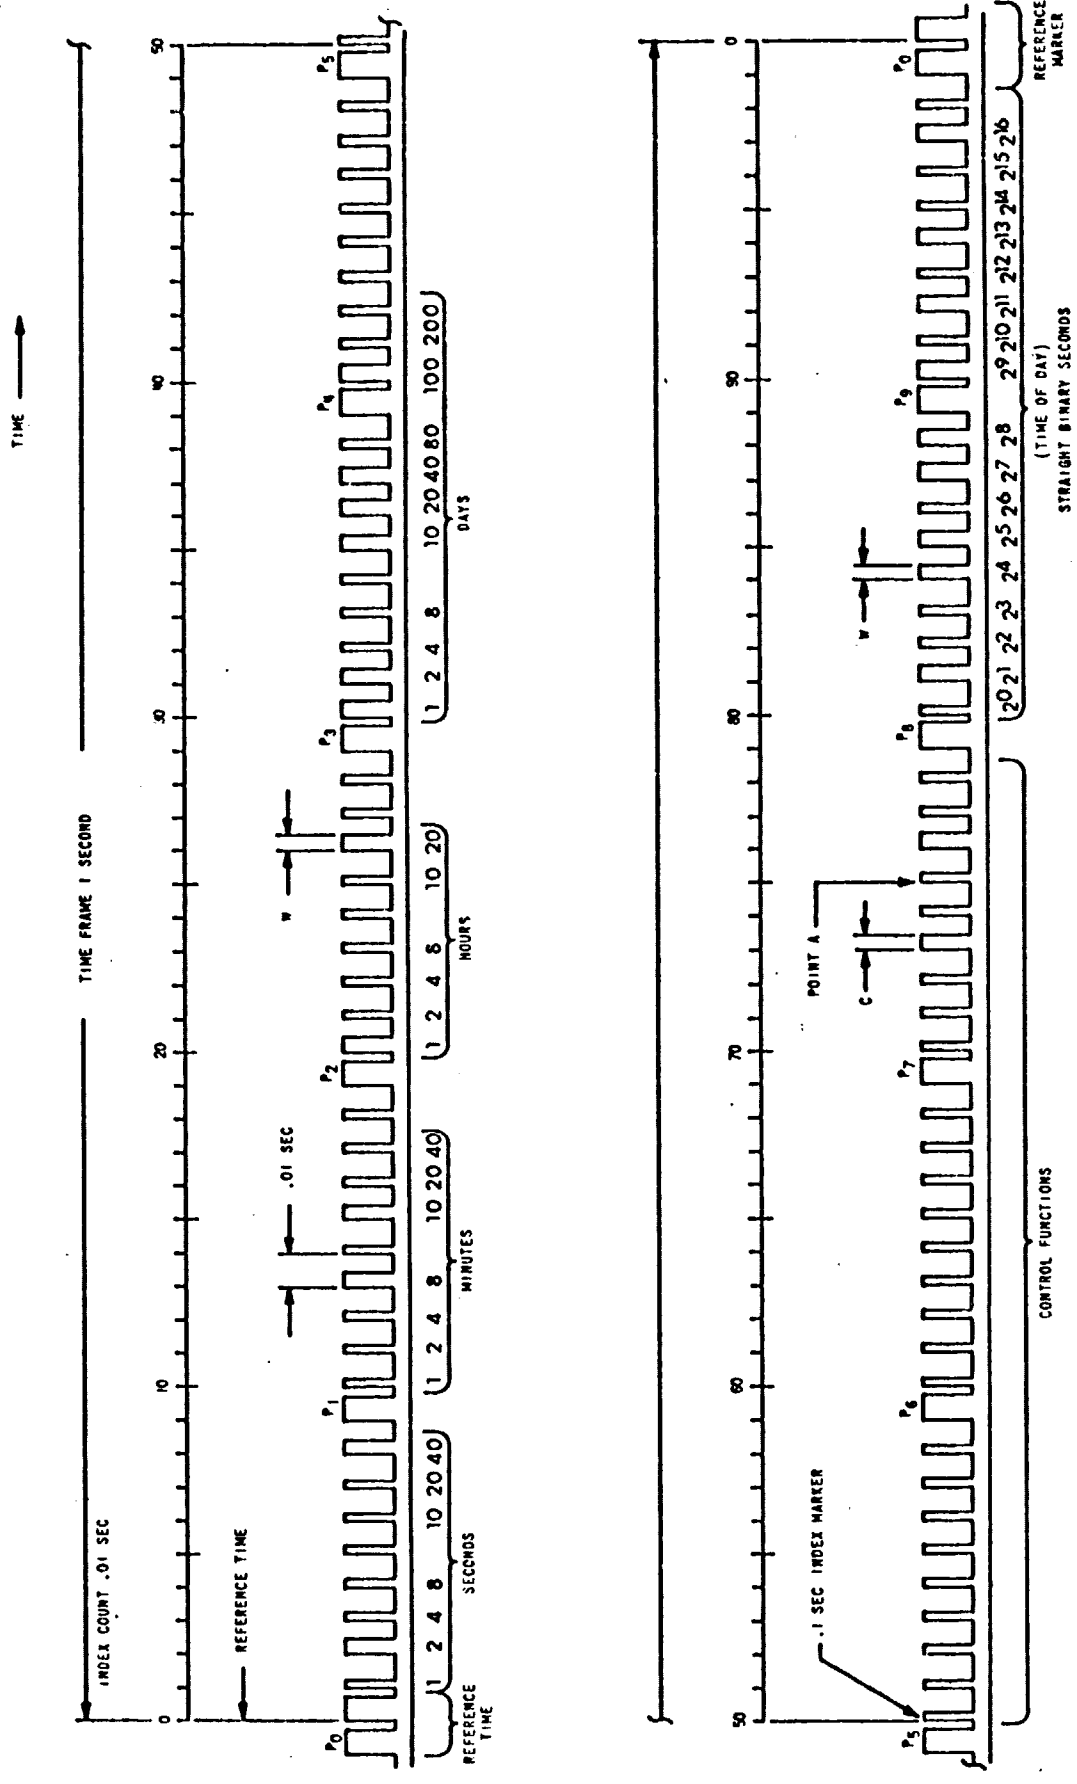 TIME
TIME FRAME 1 SECOND
INDEX COUNT .01 SEC
0 10 20 30 40 50
REFERENCE TIME
.01 SEC
W
P0 P1 P2 P3 P4 P5
1 2 4 8 10 20 40
1 2 4 8 10 20 40
1 2 4 8 10 20
1 2 4 8 10 20 40 80 100 200
REFERENCE
TIME
SECONDS
MINUTES
HOURS
DAYS
50 60 70 80 90 0
.1 SEC INDEX MARKER
POINT A
C
W
P5 P6 P7 P8 P9 P0
2^0 2^1 2^2 2^3 2^4 2^5 2^6 2^7 2^8 2^9 2^10 2^11 2^12 2^13 2^14 2^15 2^16
CONTROL FUNCTIONS
(TIME OF DAY)
STRAIGHT BINARY SECONDS
REFERENCE
MARKER